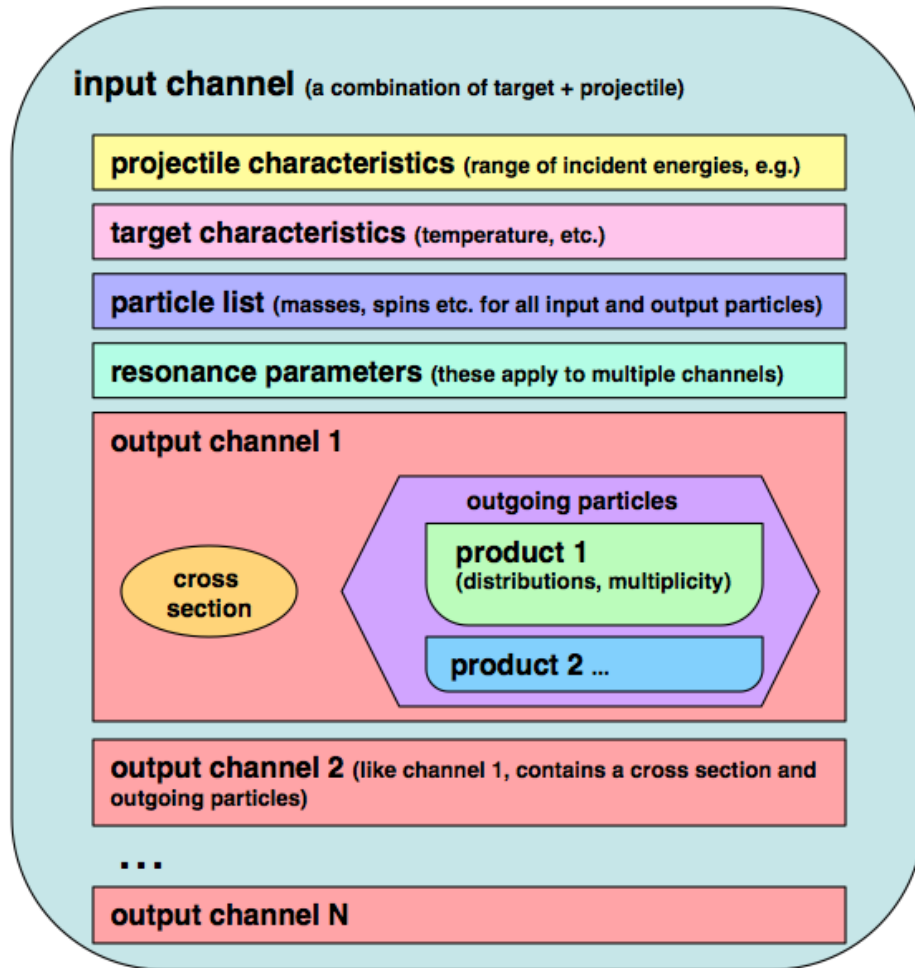 input channel (a combination of target + projectile)
projectile characteristics (range of incident energies, e.g.)
target characteristics (temperature, etc.)
particle list (masses, spins etc. for all input and output particles)
resonance parameters (these apply to multiple channels)
output channel 1
outgoing particles
cross
section
product 1
(distributions, multiplicity)
product 2 ...
output channel 2 (like channel 1, contains a cross section and
outgoing particles)
...
output channel N